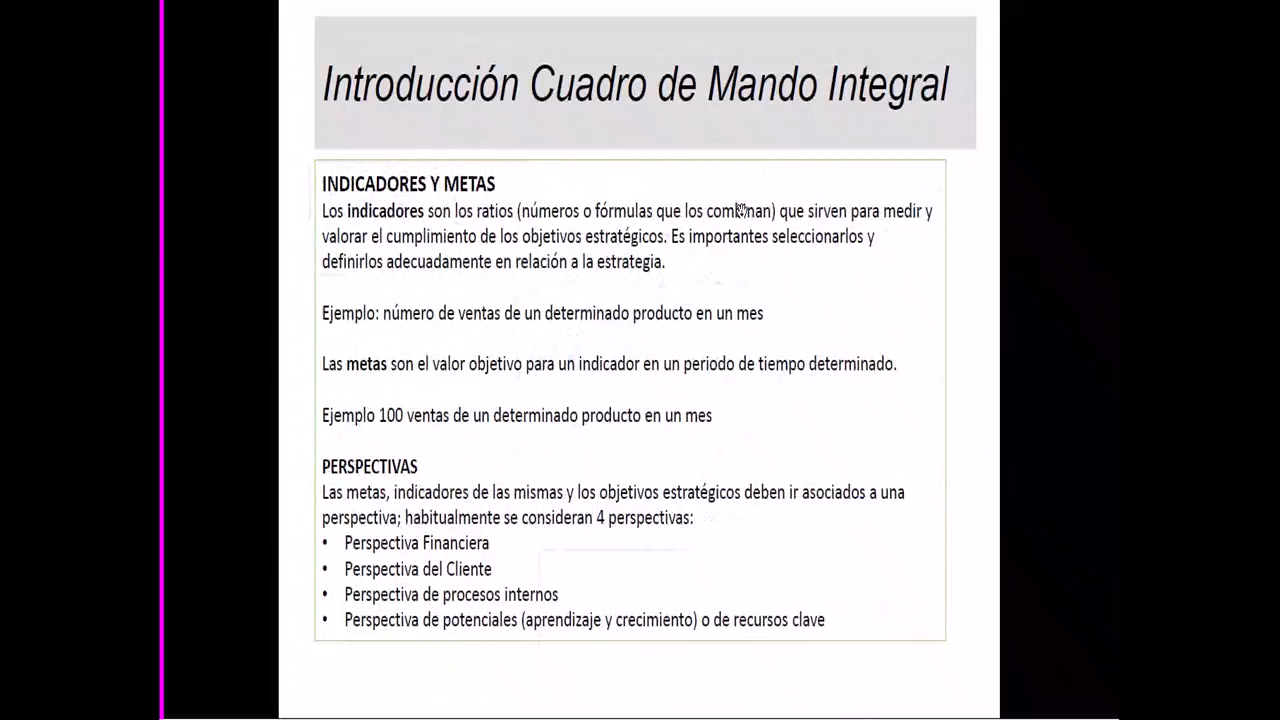 Introducción Cuadro de Mando Integral
INDICADORES Y METAS
Los indicadores son los ratios (números o fórmulas que los combinan) que sirven para medir y
valorar el cumplimiento de los objetivos estratégicos. Es importantes seleccionarlos y
definirlos adecuadamente en relación a la estrategia.
Ejemplo: número de ventas de un determinado producto en un mes
Las metas son el valor objetivo para un indicador en un periodo de tiempo determinado.
Ejemplo 100 ventas de un determinado producto en un mes
PERSPECTIVAS
Las metas, indicadores de las mismas y los objetivos estratégicos deben ir asociados a una
perspectiva; habitualmente se consideran 4 perspectivas:
• Perspectiva Financiera
• Perspectiva del Cliente
• Perspectiva de procesos internos
• Perspectiva de potenciales (aprendizaje y crecimiento) o de recursos clave